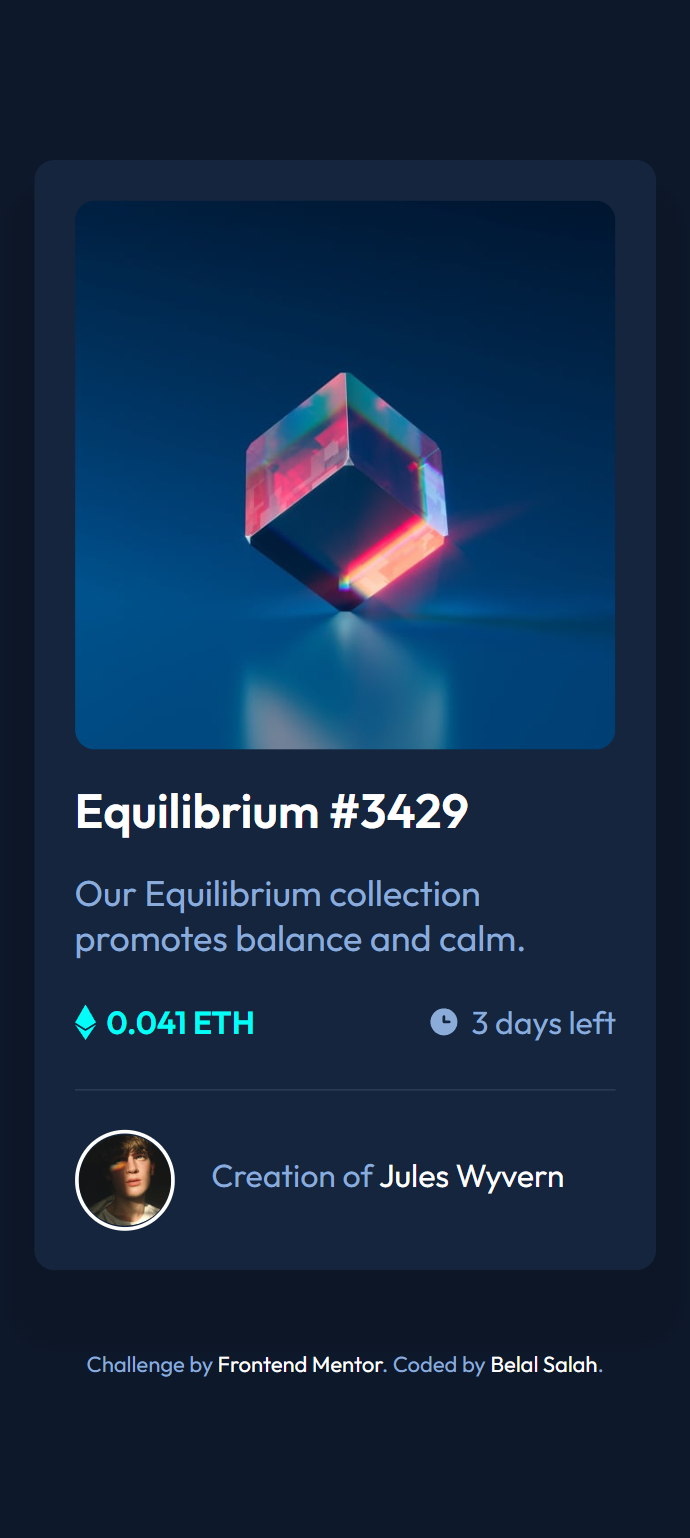 Equilibrium #3429
Our Equilibrium collection
promotes balance and calm.
0.041 ETH
3 days left
Creation of Jules Wyvern
Challenge by Frontend Mentor. Coded by Belal Salah.